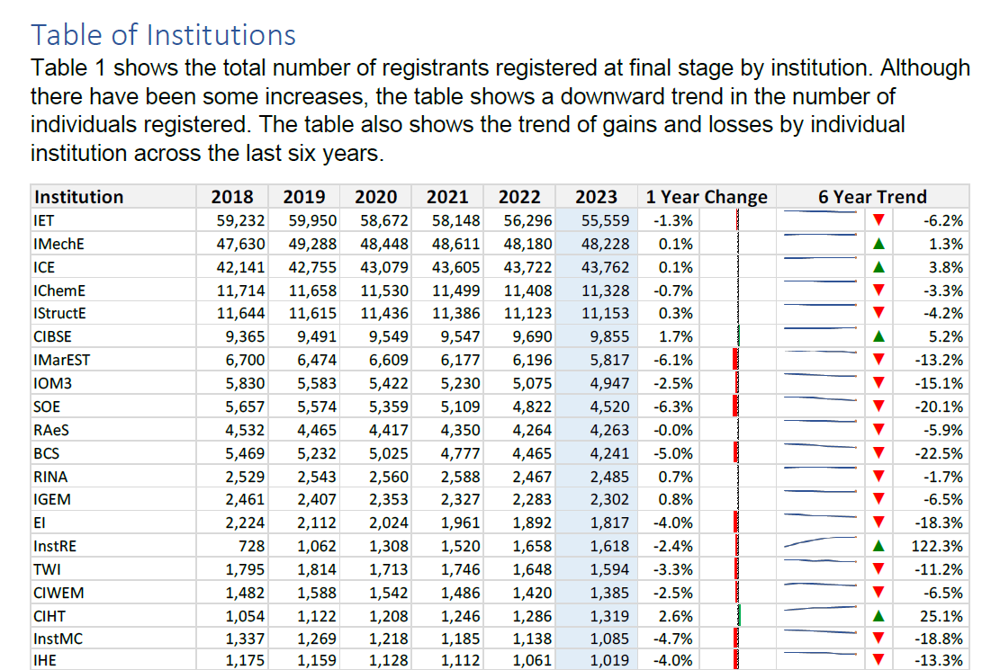 Table of Institutions
Table 1 shows the total number of registrants registered at final stage by institution. Although
there have been some increases, the table shows a downward trend in the number of
individuals registered. The table also shows the trend of gains and losses by individual
institution across the last six years.
Institution 2018 2019 2020 2021 2022 2023 1 Year Change 6 Year Trend
IET 59,232 59,950 58,672 58,148 56,296 55,559 -1.3% -6.2%
IMechE 47,630 49,288 48,448 48,611 48,180 48,228 0.1% 1.3%
ICE 42,141 42,755 43,079 43,605 43,722 43,762 0.1% 3.8%
IChemE 11,714 11,658 11,530 11,499 11,408 11,328 -0.7% -3.3%
IStructE 11,644 11,615 11,436 11,386 11,123 11,153 0.3% -4.2%
CIBSE 9,365 9,491 9,549 9,547 9,690 9,855 1.7% 5.2%
IMarEST 6,700 6,474 6,609 6,177 6,196 5,817 -6.1% -13.2%
IOM3 5,830 5,583 5,422 5,230 5,075 4,947 -2.5% -15.1%
SOE 5,657 5,574 5,359 5,109 4,822 4,520 -6.3% -20.1%
RAeS 4,532 4,465 4,417 4,350 4,264 4,263 -0.0% -5.9%
BCS 5,469 5,232 5,025 4,777 4,465 4,241 -5.0% -22.5%
RINA 2,529 2,543 2,560 2,588 2,467 2,485 0.7% -1.7%
IGEM 2,461 2,407 2,353 2,327 2,283 2,302 0.8% -6.5%
EI 2,224 2,112 2,024 1,961 1,892 1,817 -4.0% -18.3%
InstRE 728 1,062 1,308 1,520 1,658 1,618 -2.4% 122.3%
TWI 1,795 1,814 1,713 1,746 1,648 1,594 -3.3% -11.2%
CIWEM 1,482 1,588 1,542 1,486 1,420 1,385 -2.5% -6.5%
CIHT 1,054 1,122 1,208 1,246 1,286 1,319 2.6% 25.1%
InstMC 1,337 1,269 1,218 1,185 1,138 1,085 -4.7% -18.8%
IHE 1,175 1,159 1,128 1,112 1,061 1,019 -4.0% -13.3%